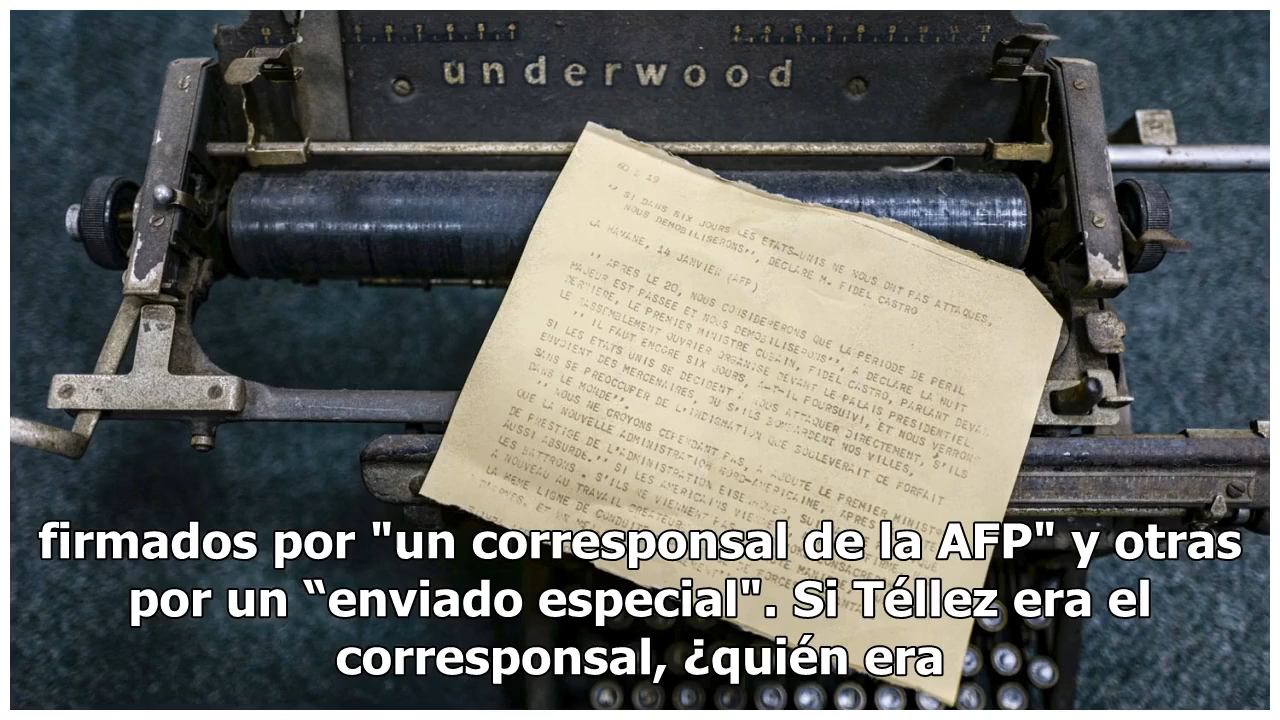 underwood
60 2 19
'' SI DANS SIX JOURS LES ETATS-UNIS NE NOUS ONT PAS ATTAQUES,
NOUS DEMOBILISERONS'', DECLARE M. FIDEL CASTRO
LA HAVANE, 14 JANVIER (AFP)
'' APRES LE 20, NOUS CONSIDERERONS QUE LA PERIODE DE PERIL
MAJEUR EST PASSEE ET NOUS DEMOBILISERONS'', A DECLARE LA NUIT
DERNIERE, LE PREMIER MINISTRE CUBAIN, FIDEL CASTRO, PARLANT DEVAN
LE RASSEMBLEMENT OUVRIER ORGANISE DEVANT LE PALAIS PRESIDENTIEL
'' IL FAUT ENCORE SIX JOURS, A-T-IL POURSUIVI, ET NOUS VERRONS
SI LES ETATS UNIS SE DECIDENT A NOUS ATTAQUER DIRECTEMENT, S'ILS
ENVOIENT DES MERCENAIRES, OU S'ILS BOMBARDENT NOS VILLES,
SANS SE PREOCCUPER DE L'INDIGNATION QUE SOULEVERAIT CE FORFAIT
DANS LE MONDE''.
'' NOUS NE CROYONS CEPENDANT PAS, A AJOUTE LE PREMIER MINISTRE
QUE LA NOUVELLE ADMINISTRATION NORD-AMERICAINE, APRES
DE PRESTIGE DE L'ADMINISTRATION
AUSSI ABSURDE. '' SI LES AMERICAINS
LES BATTRONS. S'ILS NE VIENNENT PAS
A NOUVEAU AU TRAVAIL CREATEUR
LA MEME LIGNE DE CONDUITE
firmados por "un corresponsal de la AFP" y otras
por un “enviado especial". Si Téllez era el
corresponsal, ¿quién era